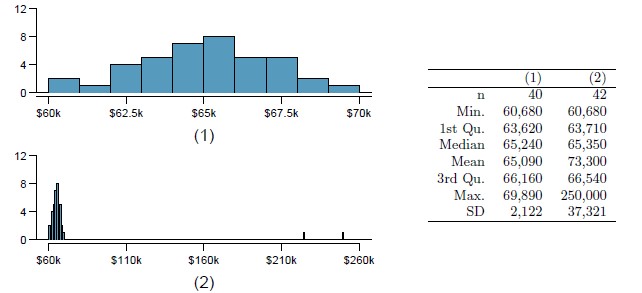 12
8
4
0
$60k $62.5k $65k $67.5k $70k
(1)
12
8
4
0
$60k $110k $160k $210k $260k
(2)
(1) (2)
n 40 42
Min. 60,680 60,680
1st Qu. 63,620 63,710
Median 65,240 65,350
Mean 65,090 73,300
3rd Qu. 66,160 66,540
Max. 69,890 250,000
SD 2,122 37,321